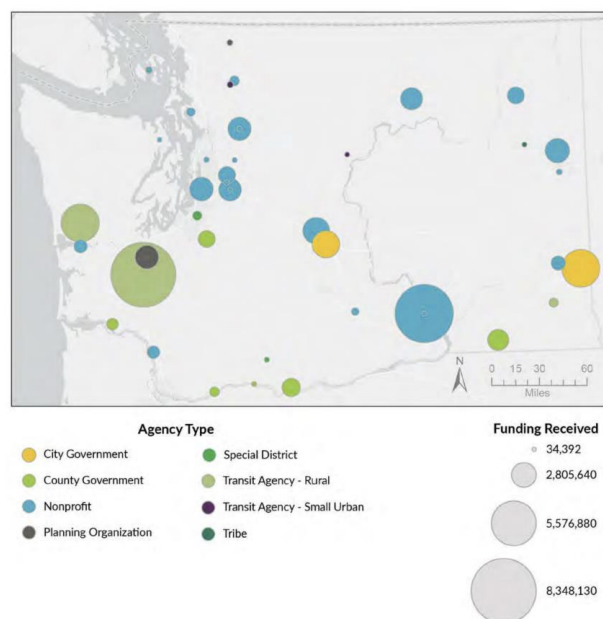 N
0 15 30 60
Miles
Agency Type
City Government
County Government
Nonprofit
Planning Organization
Special District
Transit Agency - Rural
Transit Agency - Small Urban
Tribe
Funding Received
34,392
2,805,640
5,576,880
8,348,130